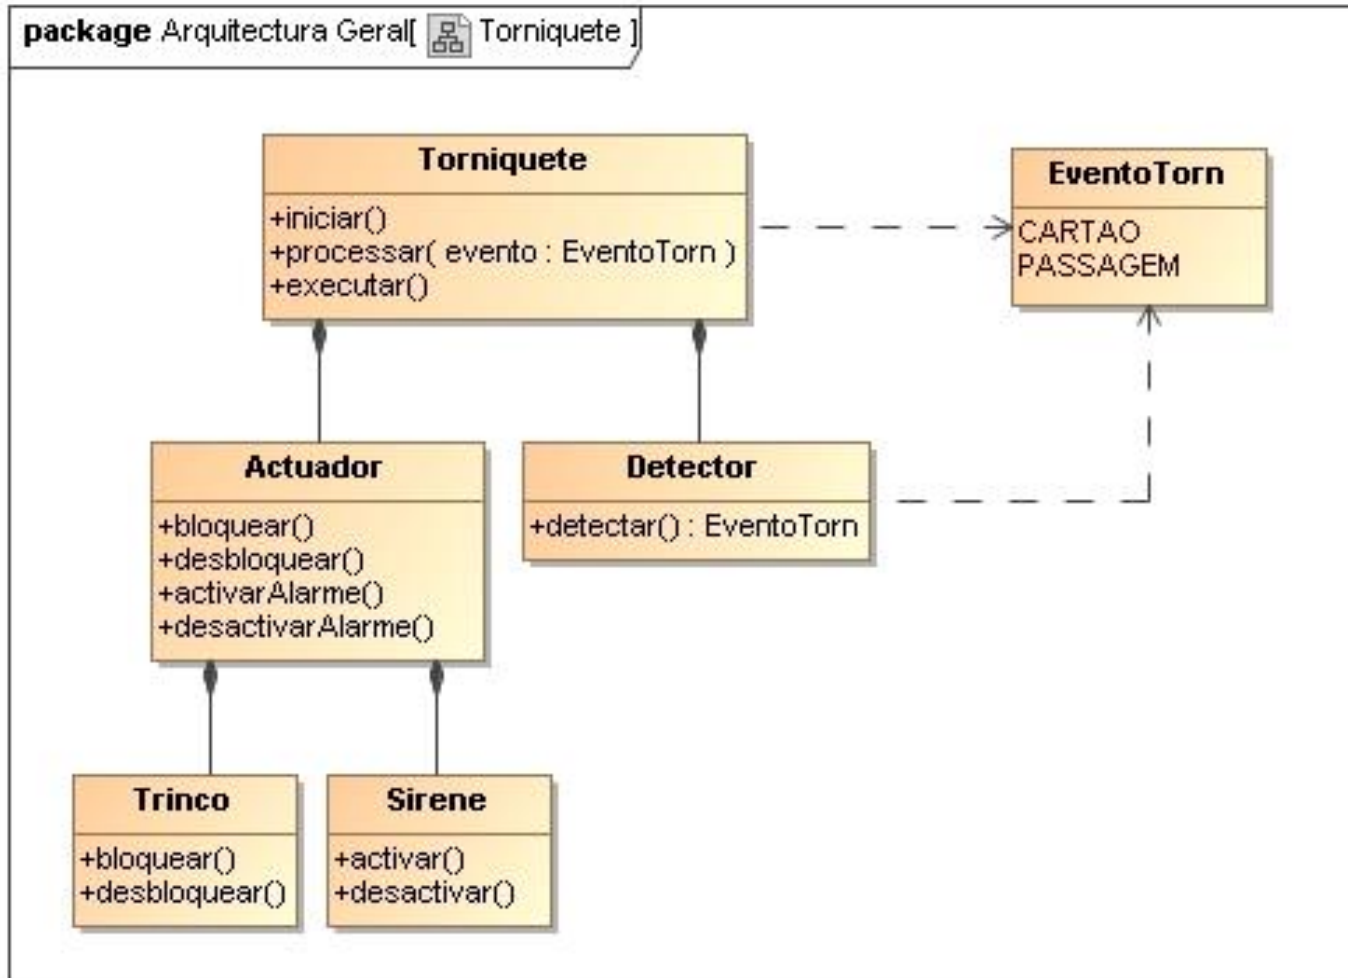 package Arquitectura Geral[ Torniquete ]
Torniquete
+iniciar()
+processar( evento : EventoTorn )
+executar()
EventoTorn
CARTAO
PASSAGEM
Actuador
+bloquear()
+desbloquear()
+activarAlarme()
+desactivarAlarme()
Detector
+detectar() : EventoTorn
Trinco
+bloquear()
+desbloquear()
Sirene
+activar()
+desactivar()